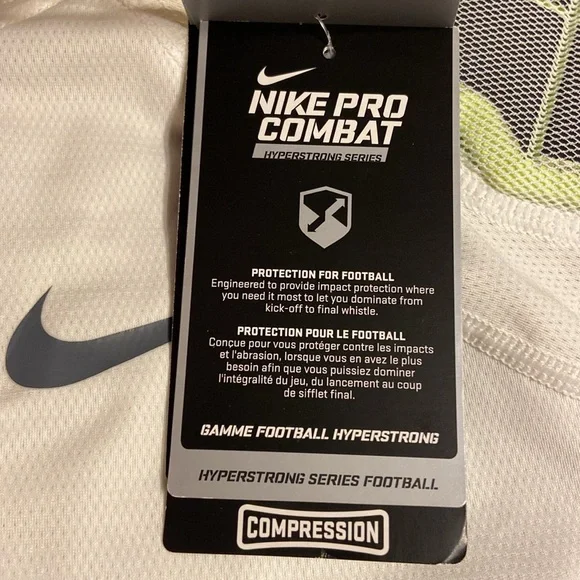 NIKE PRO
COMBAT
HYPERSTRONG SERIES
PROTECTION FOR FOOTBALL
Engineered to provide impact protection where
you need it most to let you dominate from
kick-off to final whistle.
PROTECTION POUR LE FOOTBALL
Conçue pour vous protéger contre les impacts
et l'abrasion, lorsque vous en avez le plus
besoin afin que vous puissiez dominer
l'intégralité du jeu, du lancement au coup
de sifflet final.
GAMME FOOTBALL HYPERSTRONG
HYPERSTRONG SERIES FOOTBALL
COMPRESSION